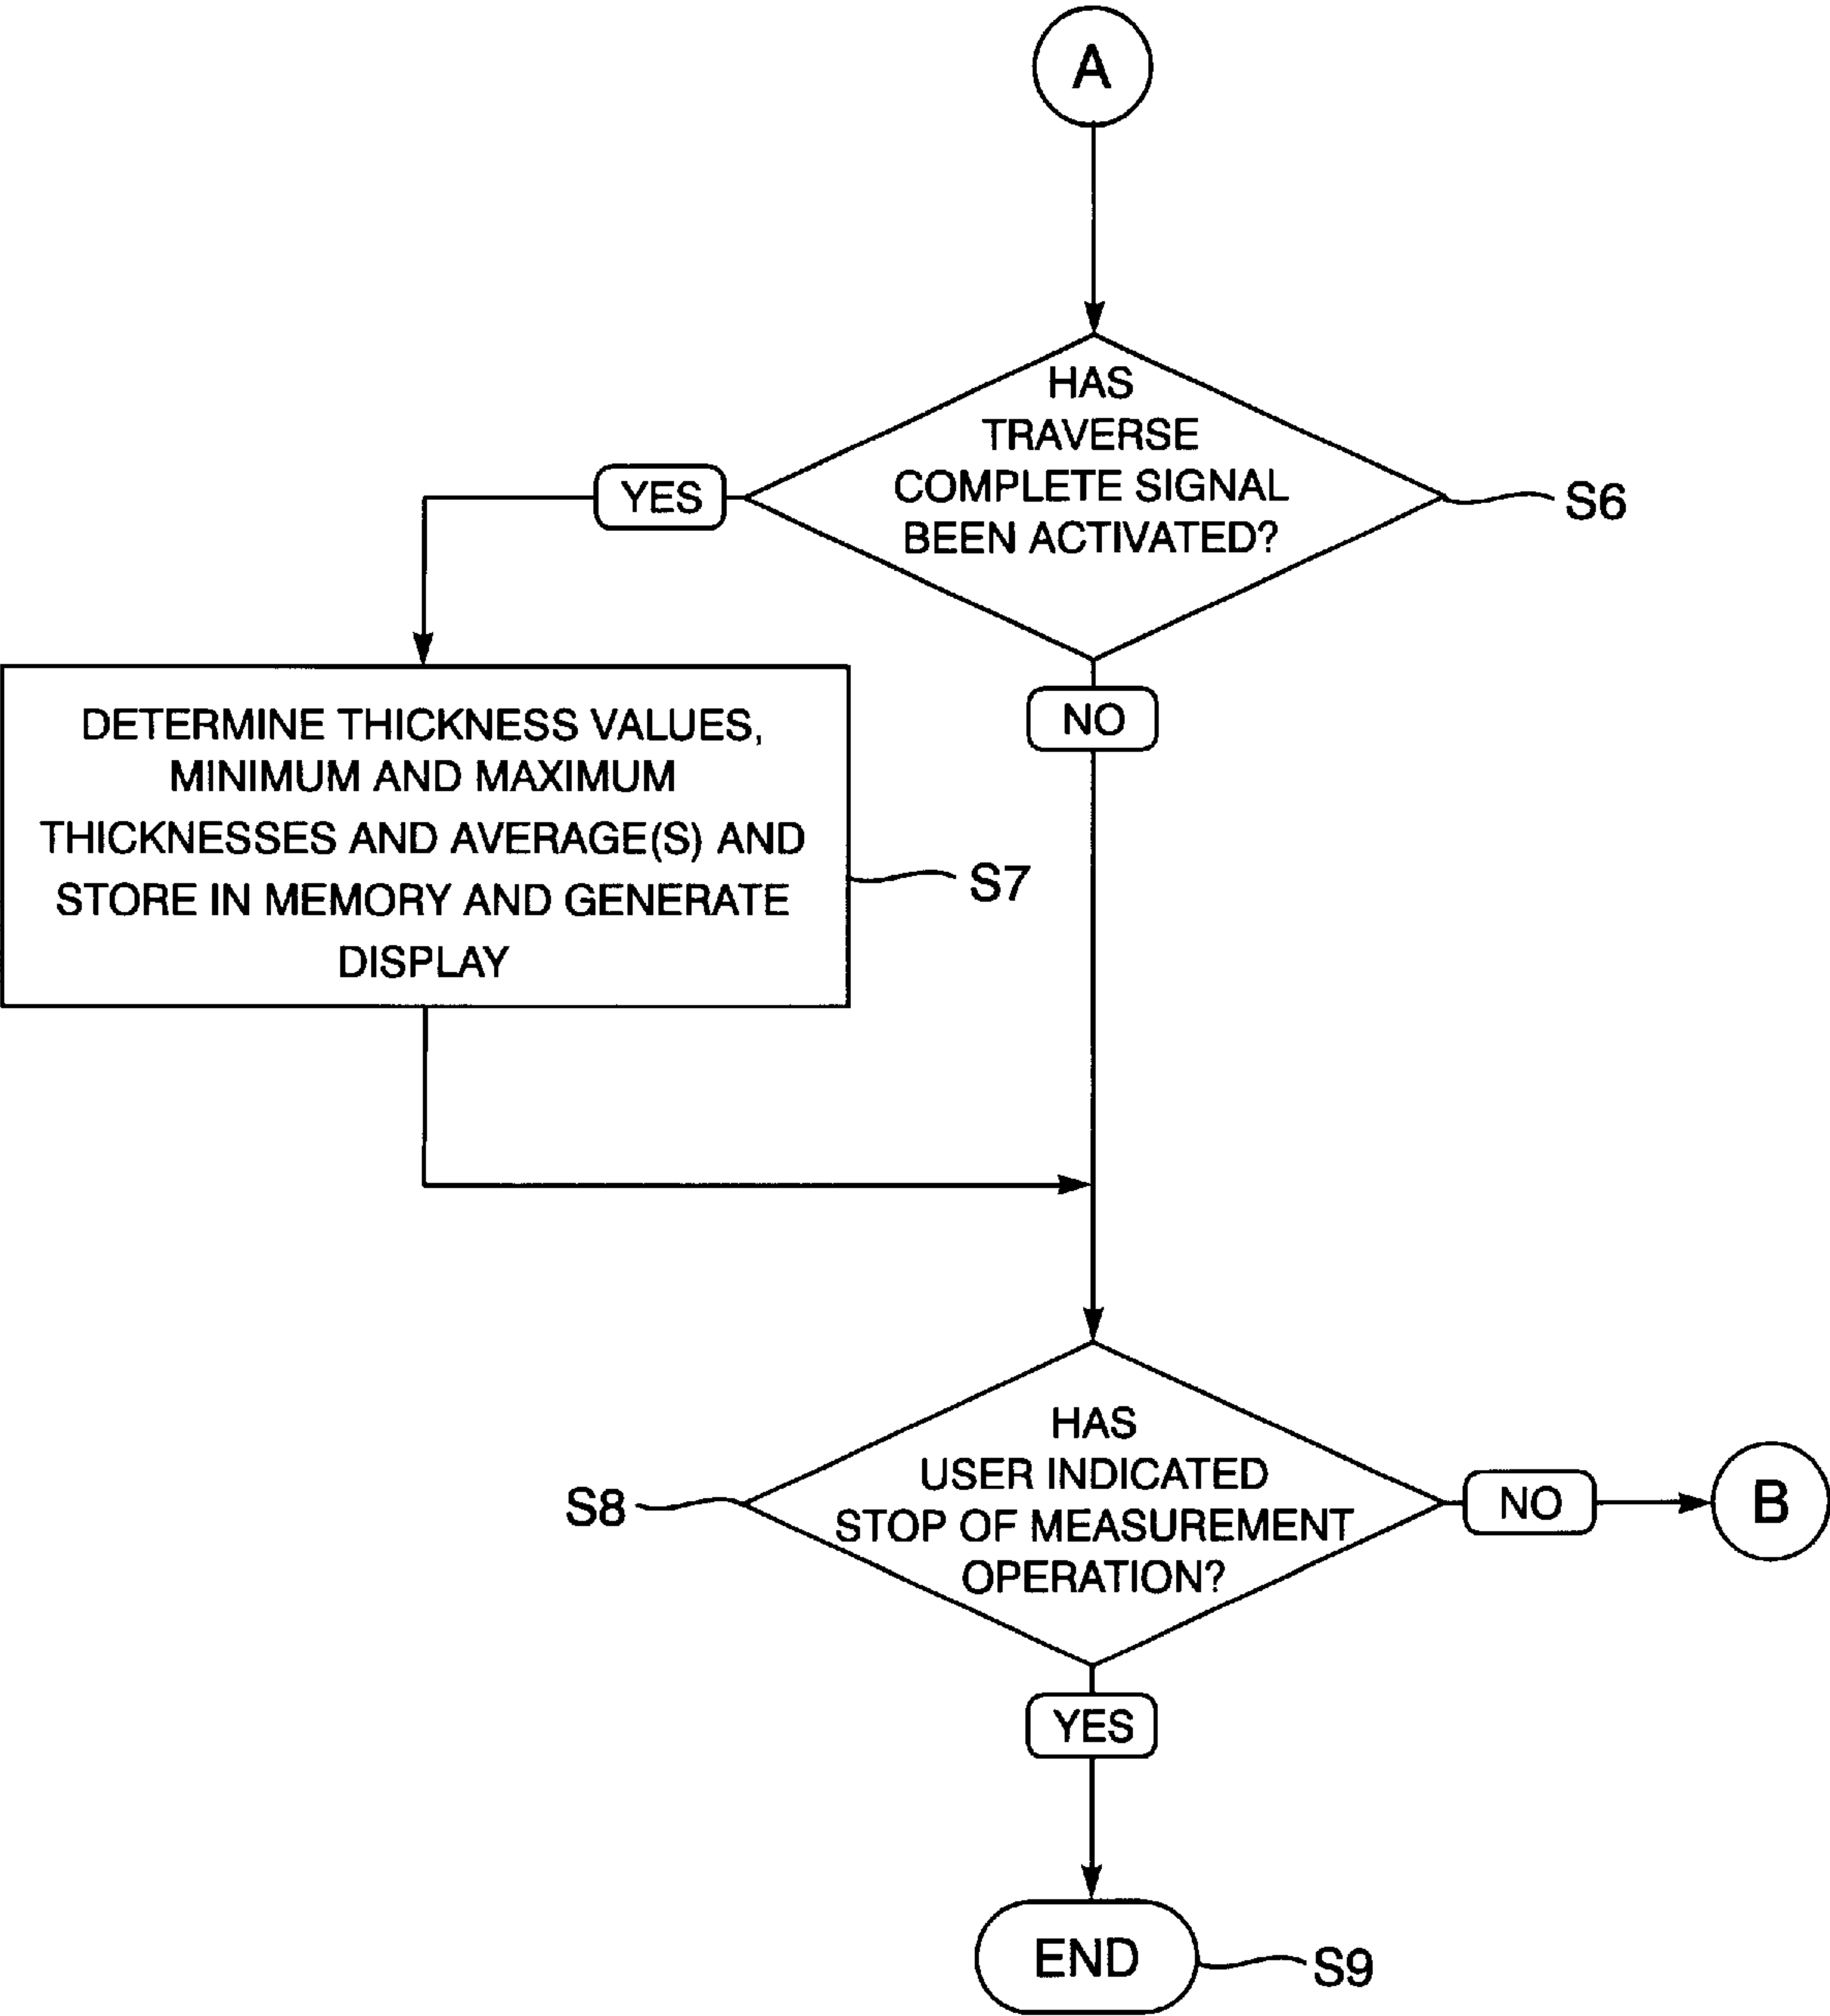 A
HAS
TRAVERSE
COMPLETE SIGNAL
BEEN ACTIVATED?
S6
YES
NO
DETERMINE THICKNESS VALUES,
MINIMUM AND MAXIMUM
THICKNESSES AND AVERAGE(S) AND
STORE IN MEMORY AND GENERATE
DISPLAY
S7
HAS
USER INDICATED
STOP OF MEASUREMENT
OPERATION?
S8
NO
B
YES
END
S9